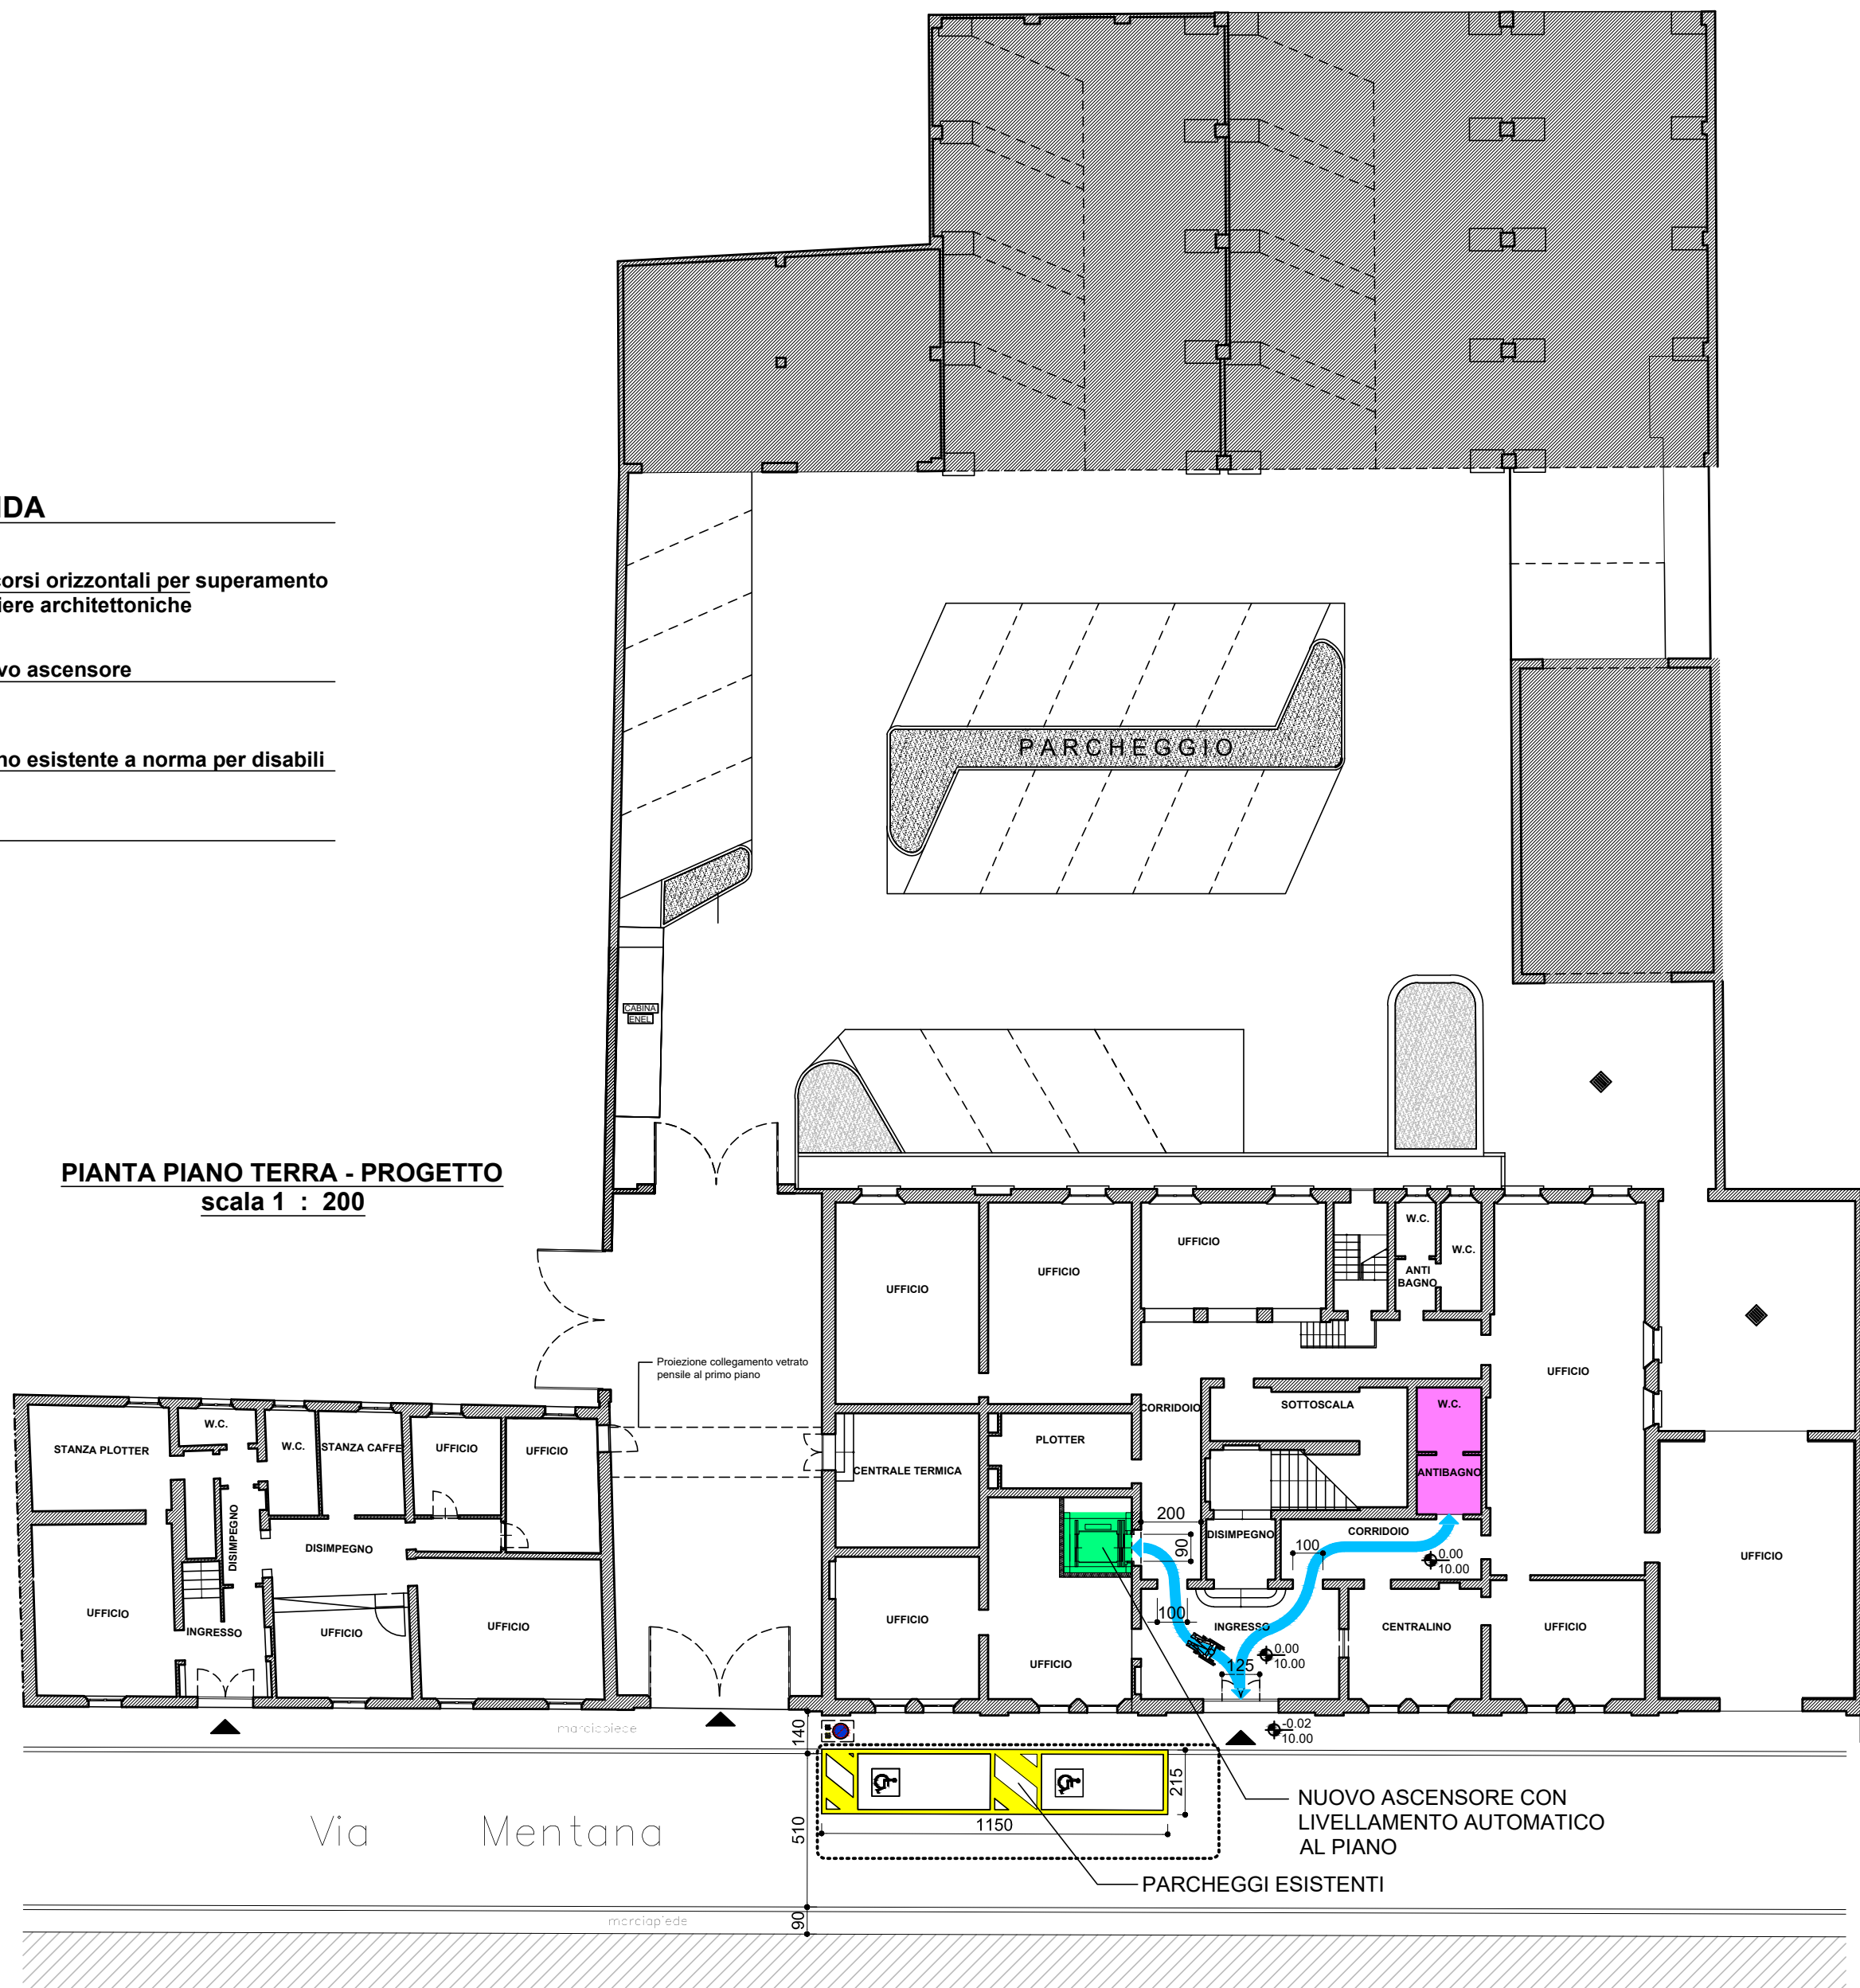 NDA
corsi orizzontali per superamento
iere architettoniche
vo ascensore
no esistente a norma per disabili
PARCHEGGIO
CABINA
ENEL
PIANTA PIANO TERRA - PROGETTO
scala 1 : 200
Proiezione collegamento vetrato
pensile al primo piano
UFFICIO
UFFICIO
UFFICIO
W.C.
W.C.
ANTI
BAGNO
UFFICIO
STANZA PLOTTER
W.C.
W.C.
STANZA CAFFE
UFFICIO
UFFICIO
CENTRALE TERMICA
PLOTTER
CORRIDOIO
SOTTOSCALA
W.C.
ANTIBAGNO
DISIMPEGNO
DISIMPEGNO
200
90
DISIMPEGNO
CORRIDOIO
100
0.00
10.00
UFFICIO
UFFICIO
INGRESSO
UFFICIO
UFFICIO
UFFICIO
UFFICIO
100
INGRESSO
0.00
10.00
125
CENTRALINO
UFFICIO
marciapiede
140
-0.02
10.00
215
1150
510
Via Mentana
NUOVO ASCENSORE CON
LIVELLAMENTO AUTOMATICO
AL PIANO
PARCHEGGI ESISTENTI
marciapiede
90